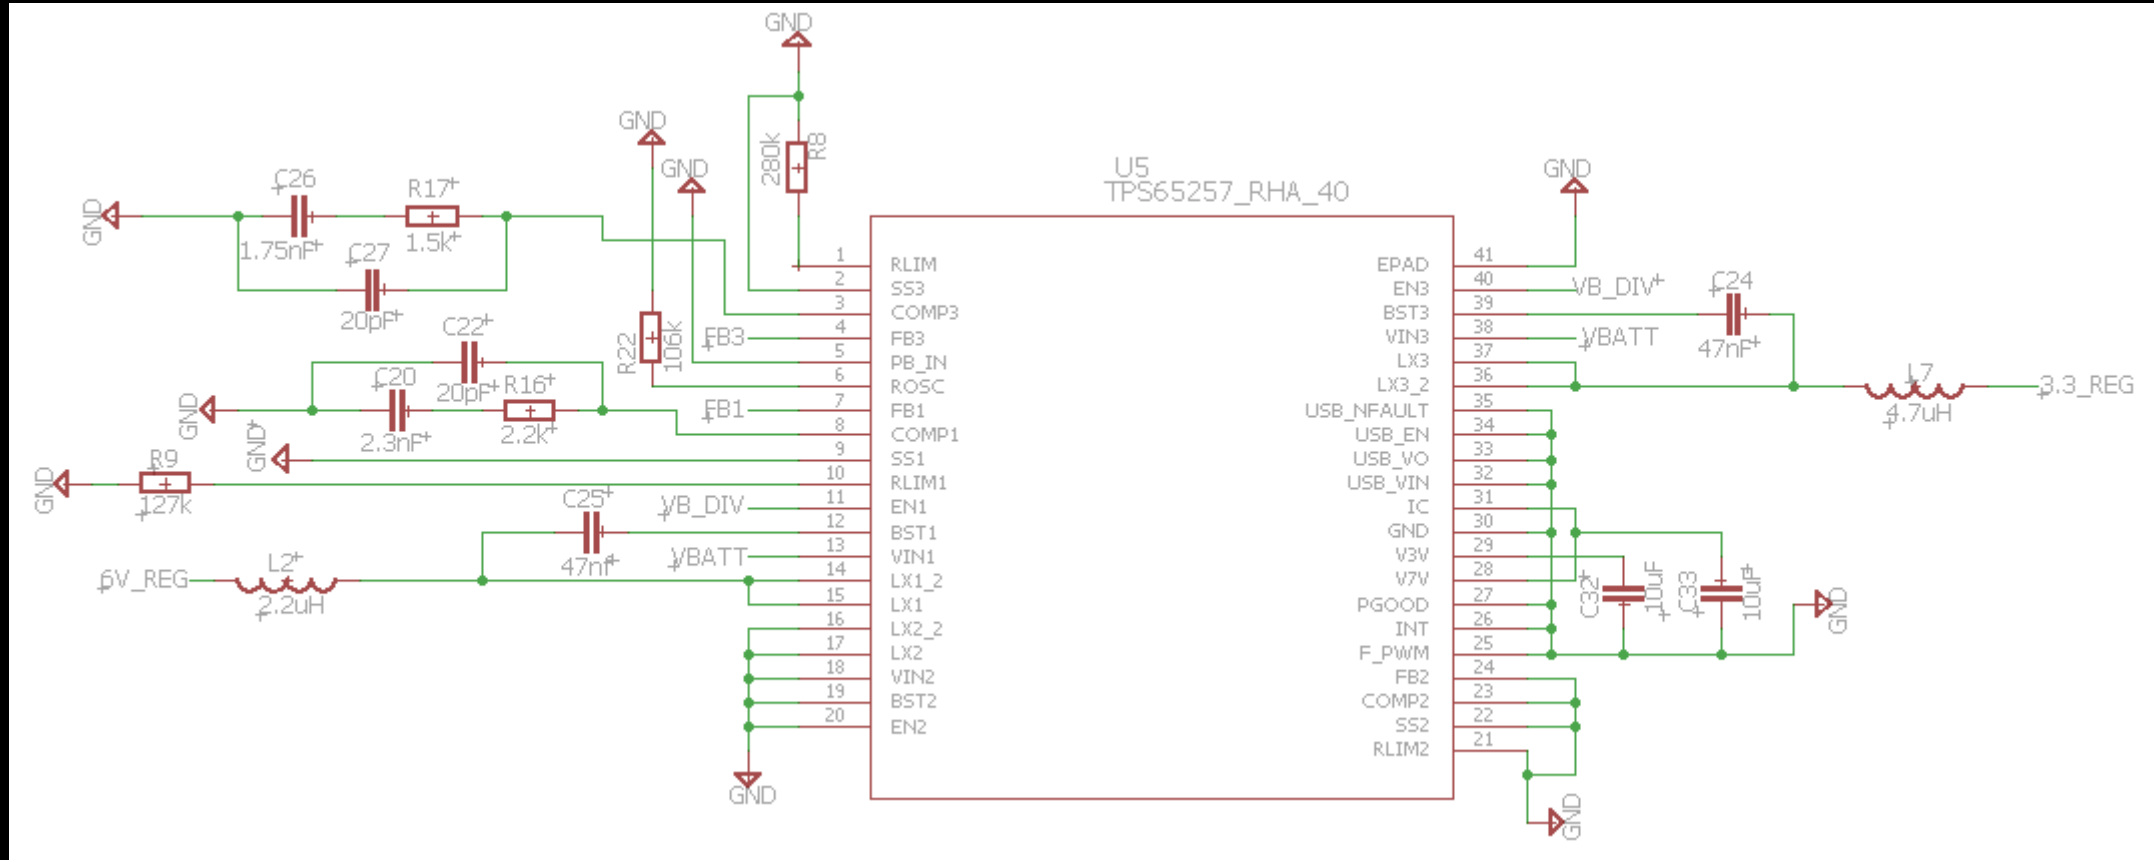 GND
GND
GND
280k
R8
U5
TPS65257_RHA_40
GND
C26
R17
GND
1.75nF
1.5k
C27
20pF
1 RLIM
2 SS3
3 COMP3
4 FB3
5 PB_IN
6 ROSC
7 FB1
8 COMP1
9 SS1
10 RLIM1
11 EN1
12 BST1
13 VIN1
14 LX1_2
15 LX1
16 LX2_2
17 LX2
18 VIN2
19 BST2
20 EN2
EPAD 41
EN3 40
BST3 39
VIN3 38
LX3 37
LX3_2 36
USB_NFAULT 35
USB_EN 34
USB_VO 33
USB_VIN 32
IC 31
GND 30
V3V 29
V7V 28
PGOOD 27
INT 26
F_PWM 25
FB2 24
COMP2 23
SS2 22
RLIM2 21
R22
106k
FB3
C22
20pF
C20
R16
2.3nF
2.2k
GND
FB1
GND
R9
GND
127k
VB_DIV
C25
47nf
VBATT
6V_REG
L2
2.2uH
GND
VB_DIV
C24
47nF
VBATT
L7
3.3_REG
4.7uH
C32
10uF
C33
10uF
GND
GND